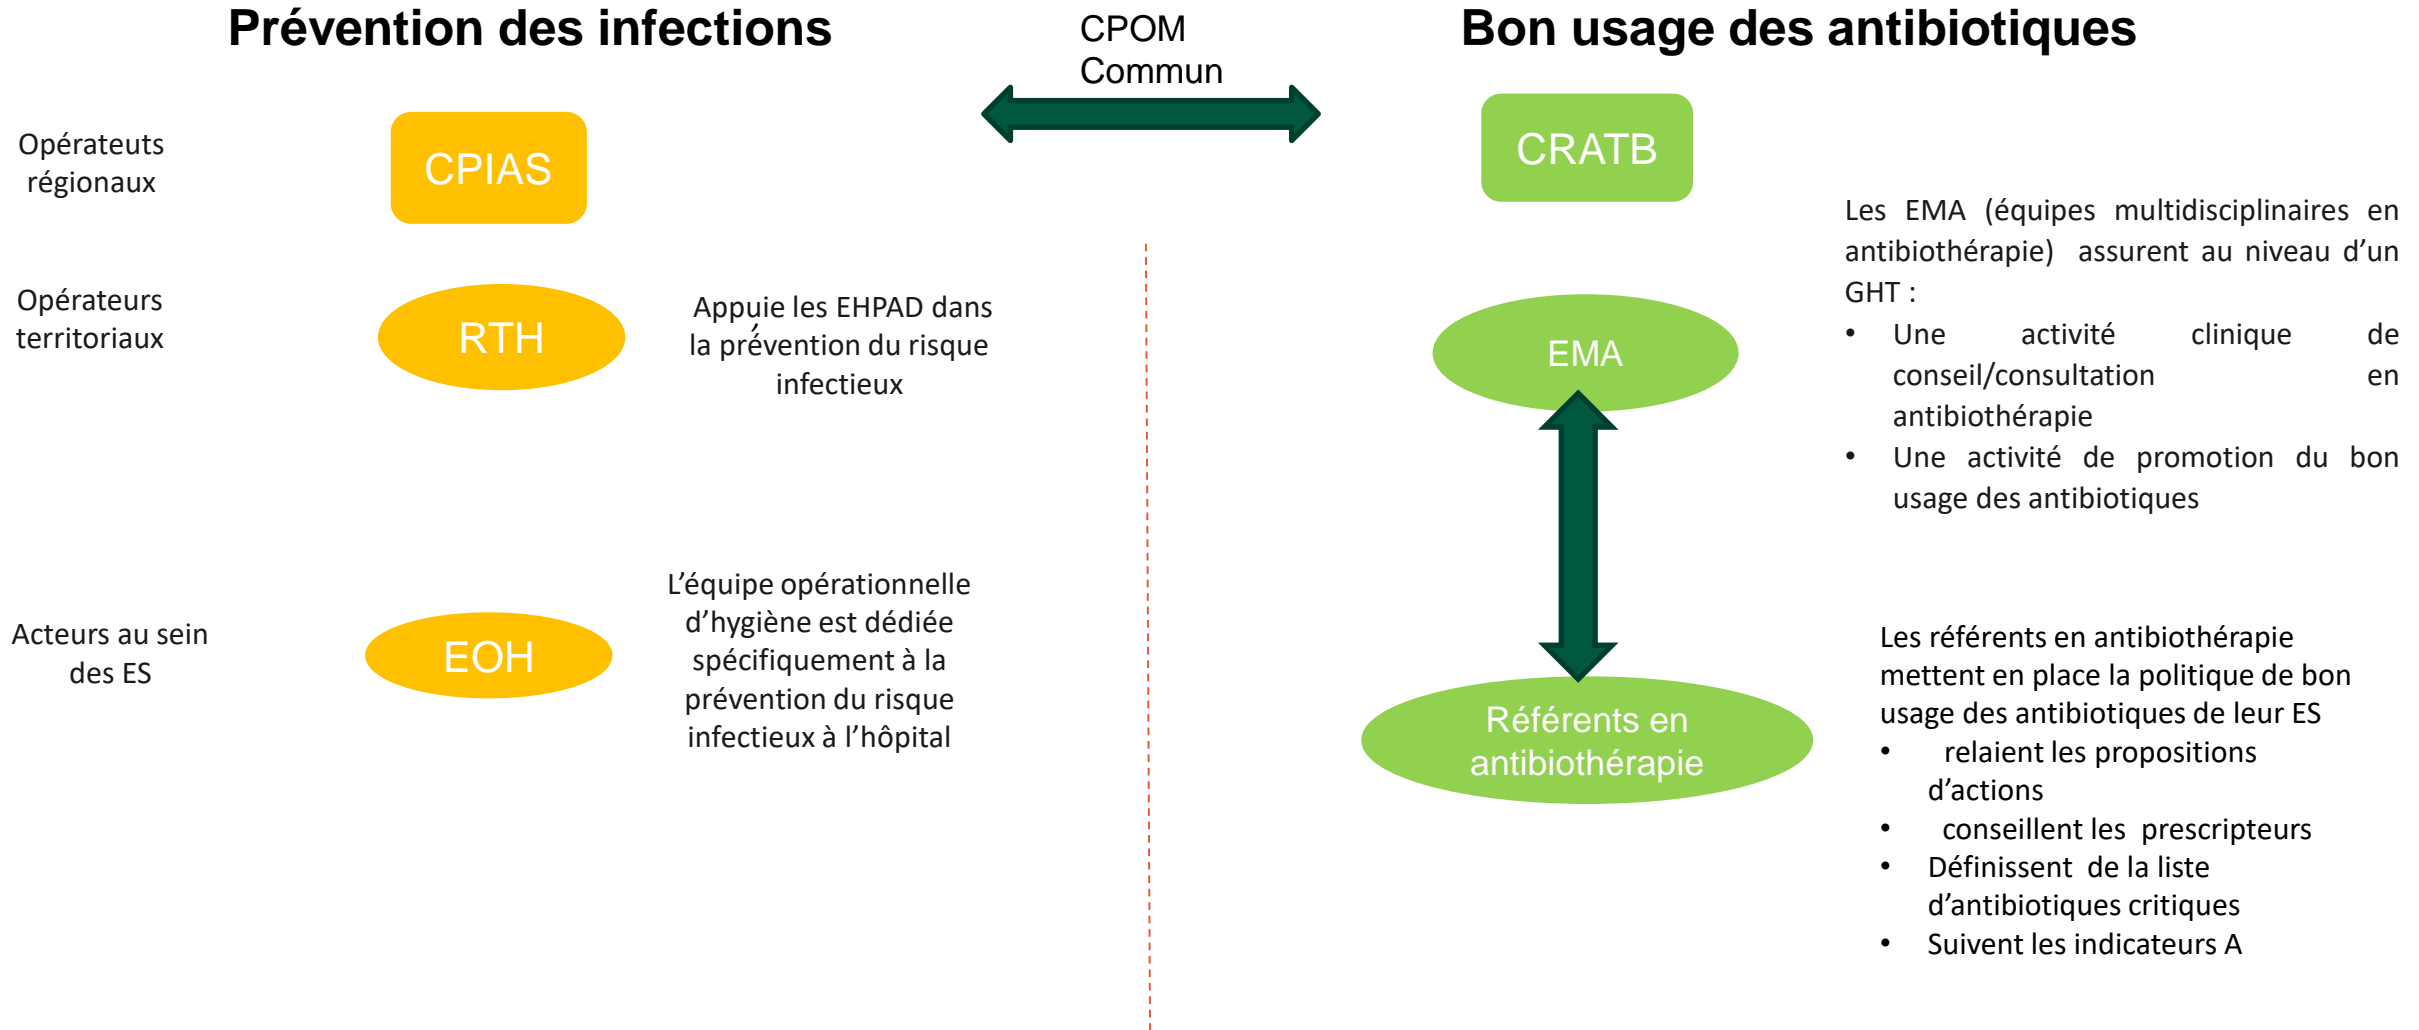 Prévention des infections
CPOM
Commun
Bon usage des antibiotiques
Opérateuts
régionaux
CPIAS
CRATB
Opérateurs
territoriaux
RTH
Appuie les EHPAD dans
la prévention du risque
infectieux
EMA
Les EMA (équipes multidisciplinaires en
antibiothérapie) assurent au niveau d’un
GHT :
• Une activité clinique de
conseil/consultation en
antibiothérapie
• Une activité de promotion du bon
usage des antibiotiques
Acteurs au sein
des ES
EOH
L’équipe opérationnelle
d’hygiène est dédiée
spécifiquement à la
prévention du risque
infectieux à l’hôpital
Référents en
antibiothérapie
Les référents en antibiothérapie
mettent en place la politique de bon
usage des antibiotiques de leur ES
• relaient les propositions
d’actions
• conseillent les prescripteurs
• Définissent de la liste
d’antibiotiques critiques
• Suivent les indicateurs A